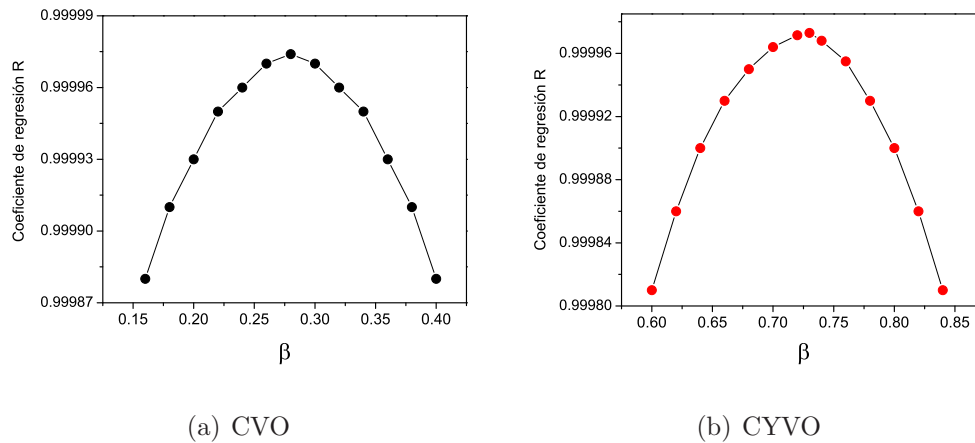 0.99999
0.99996
0.99993
0.99990
0.99987
Coeficiente de regresión R
0.15 0.20 0.25 0.30 0.35 0.40
β
(a) CVO
0.99996
0.99992
0.99988
0.99984
0.99980
Coeficiente de regresión R
0.60 0.65 0.70 0.75 0.80 0.85
β
(b) CYVO